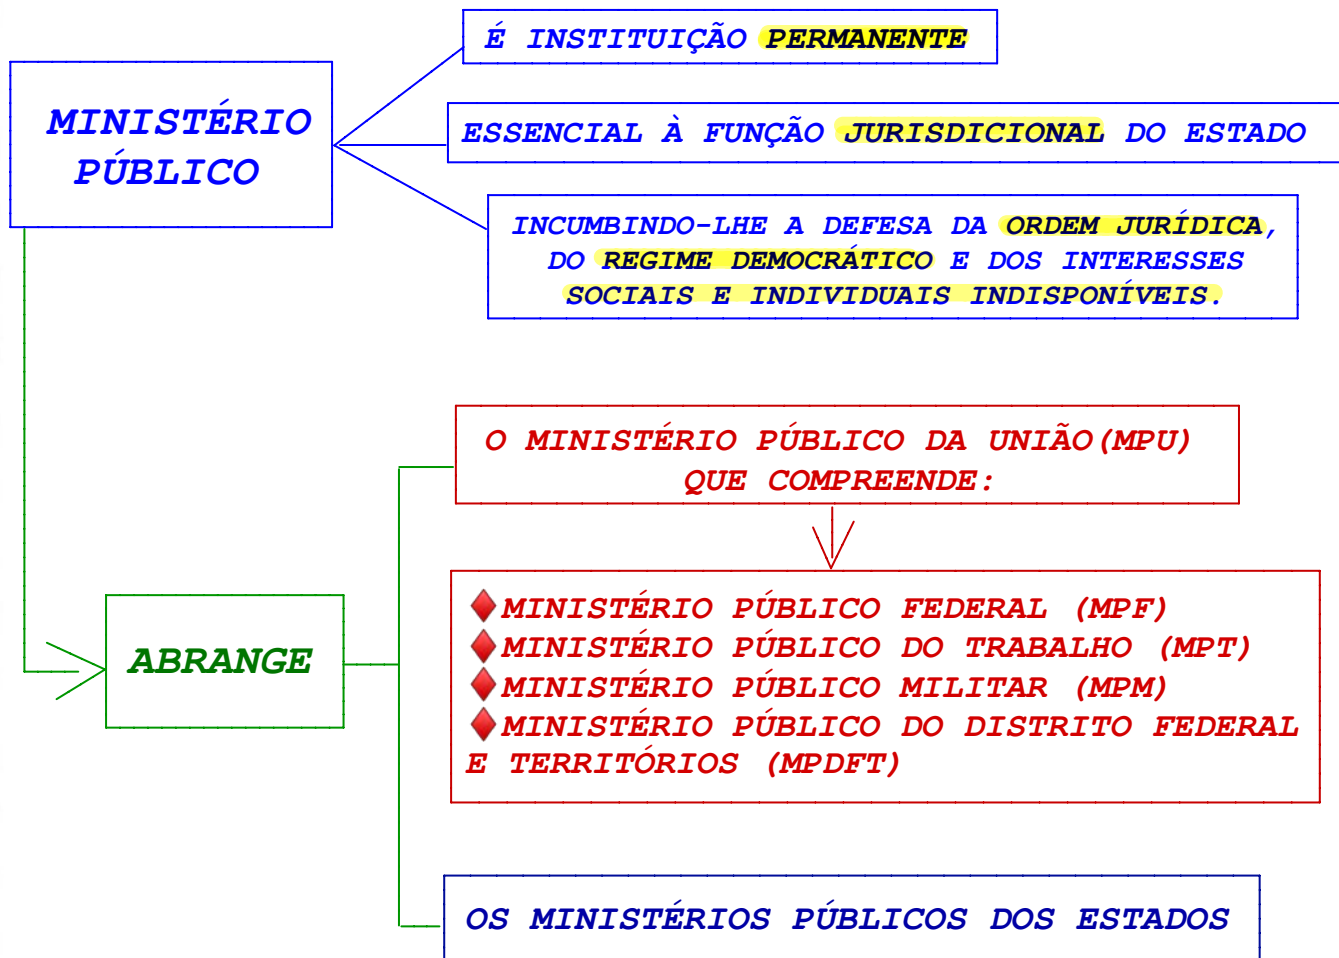 É INSTITUIÇÃO PERMANENTE
MINISTÉRIO
PÚBLICO
ESSENCIAL À FUNÇÃO JURISDICIONAL DO ESTADO
INCUMBINDO-LHE A DEFESA DA ORDEM JURÍDICA,
DO REGIME DEMOCRÁTICO E DOS INTERESSES
SOCIAIS E INDIVIDUAIS INDISPONÍVEIS.
O MINISTÉRIO PÚBLICO DA UNIÃO(MPU)
QUE COMPREENDE:
ABRANGE
MINISTÉRIO PÚBLICO FEDERAL (MPF)
MINISTÉRIO PÚBLICO DO TRABALHO (MPT)
MINISTÉRIO PÚBLICO MILITAR (MPM)
MINISTÉRIO PÚBLICO DO DISTRITO FEDERAL
E TERRITÓRIOS (MPDFT)
OS MINISTÉRIOS PÚBLICOS DOS ESTADOS